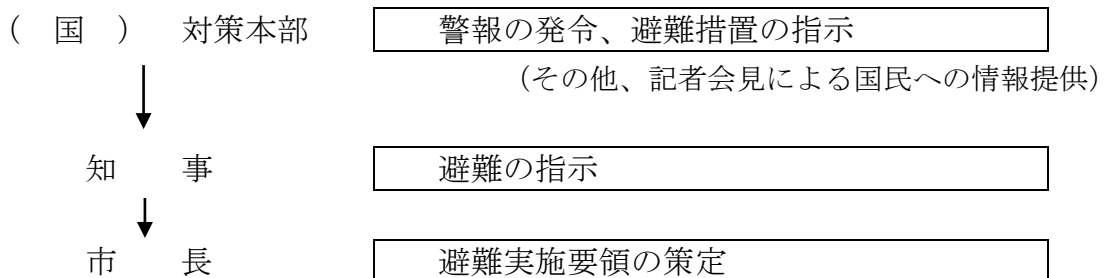 （　国　）　対策本部　警報の発令、避難措置の指示
（その他、記者会見による国民への情報提供）
知　　事　避難の指示
市　　長　避難実施要領の策定